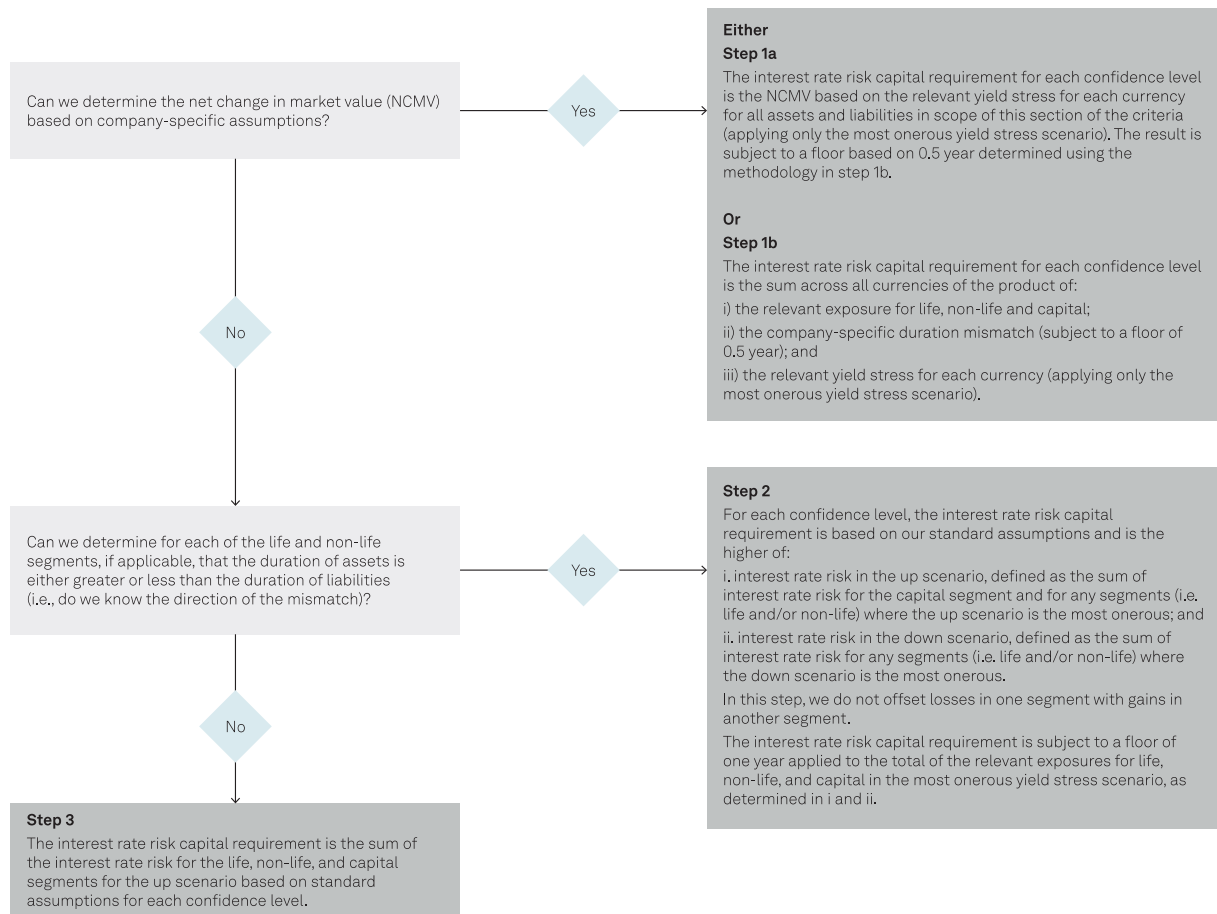 Can we determine the net change in market value (NCMV)
based on company-specific assumptions?
Yes
Either
Step 1a
The interest rate risk capital requirement for each confidence level
is the NCMV based on the relevant yield stress for each currency
for all assets and liabilities in scope of this section of the criteria
(applying only the most onerous yield stress scenario). The result is
subject to a floor based on 0.5 year determined using the
methodology in step 1b.
Or
Step 1b
The interest rate risk capital requirement for each confidence level
is the sum across all currencies of the product of:
i) the relevant exposure for life, non-life and capital;
ii) the company-specific duration mismatch (subject to a floor of
0.5 year); and
iii) the relevant yield stress for each currency (applying only the
most onerous yield stress scenario).
No
Can we determine for each of the life and non-life
segments, if applicable, that the duration of assets is
either greater or less than the duration of liabilities
(i.e., do we know the direction of the mismatch)?
Yes
Step 2
For each confidence level, the interest rate risk capital
requirement is based on our standard assumptions and is the
higher of:
i. interest rate risk in the up scenario, defined as the sum of
interest rate risk for the capital segment and for any segments (i.e.
life and/or non-life) where the up scenario is the most onerous; and
ii. interest rate risk in the down scenario, defined as the sum of
interest rate risk for any segments (i.e. life and/or non-life) where
the down scenario is the most onerous.
In this step, we do not offset losses in one segment with gains in
another segment.
The interest rate risk capital requirement is subject to a floor of
one year applied to the total of the relevant exposures for life,
non-life, and capital in the most onerous yield stress scenario, as
determined in i and ii.
No
Step 3
The interest rate risk capital requirement is the sum of
the interest rate risk for the life, non-life, and capital
segments for the up scenario based on standard
assumptions for each confidence level.